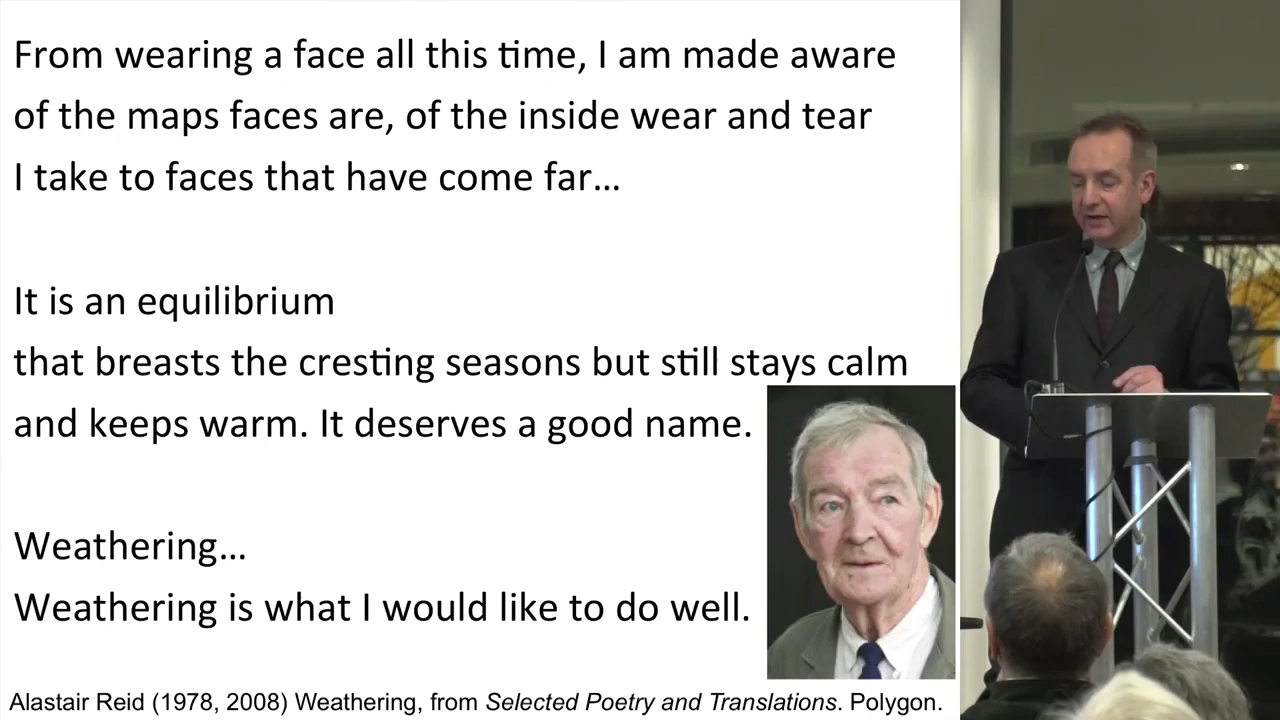 From wearing a face all this time, I am made aware
of the maps faces are, of the inside wear and tear
I take to faces that have come far…
It is an equilibrium
that breasts the cresting seasons but still stays calm
and keeps warm. It deserves a good name.
Weathering…
Weathering is what I would like to do well.
Alastair Reid (1978, 2008) Weathering, from Selected Poetry and Translations. Polygon.